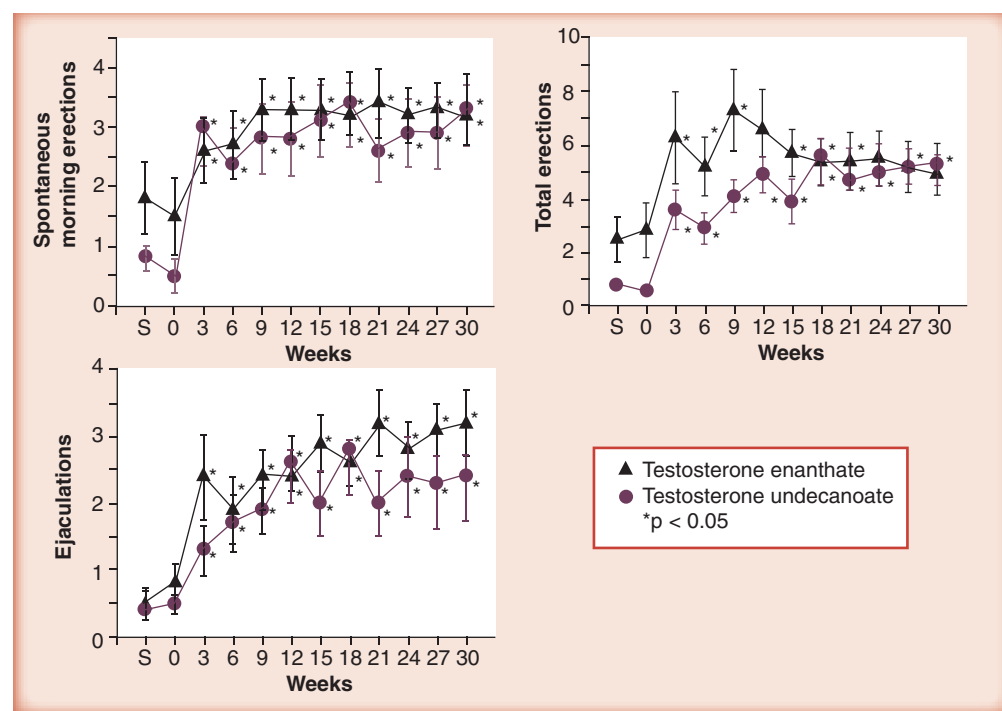 Spontaneous
morning erections
4
3
2
1
0
S 0 3 6 9 12 15 18 21 24 27 30
Weeks
* * * * * * * * * *
* * * * * * * * * *
Total erections
10
8
6
4
2
0
S 0 3 6 9 12 15 18 21 24 27 30
Weeks
* * * * * * * *
* * * * * * * *
Ejaculations
4
3
2
1
0
S 0 3 6 9 12 15 18 21 24 27 30
Weeks
* * * * * * * * * *
* * * * * * * * * *
Testosterone enanthate
Testosterone undecanoate
*p < 0.05